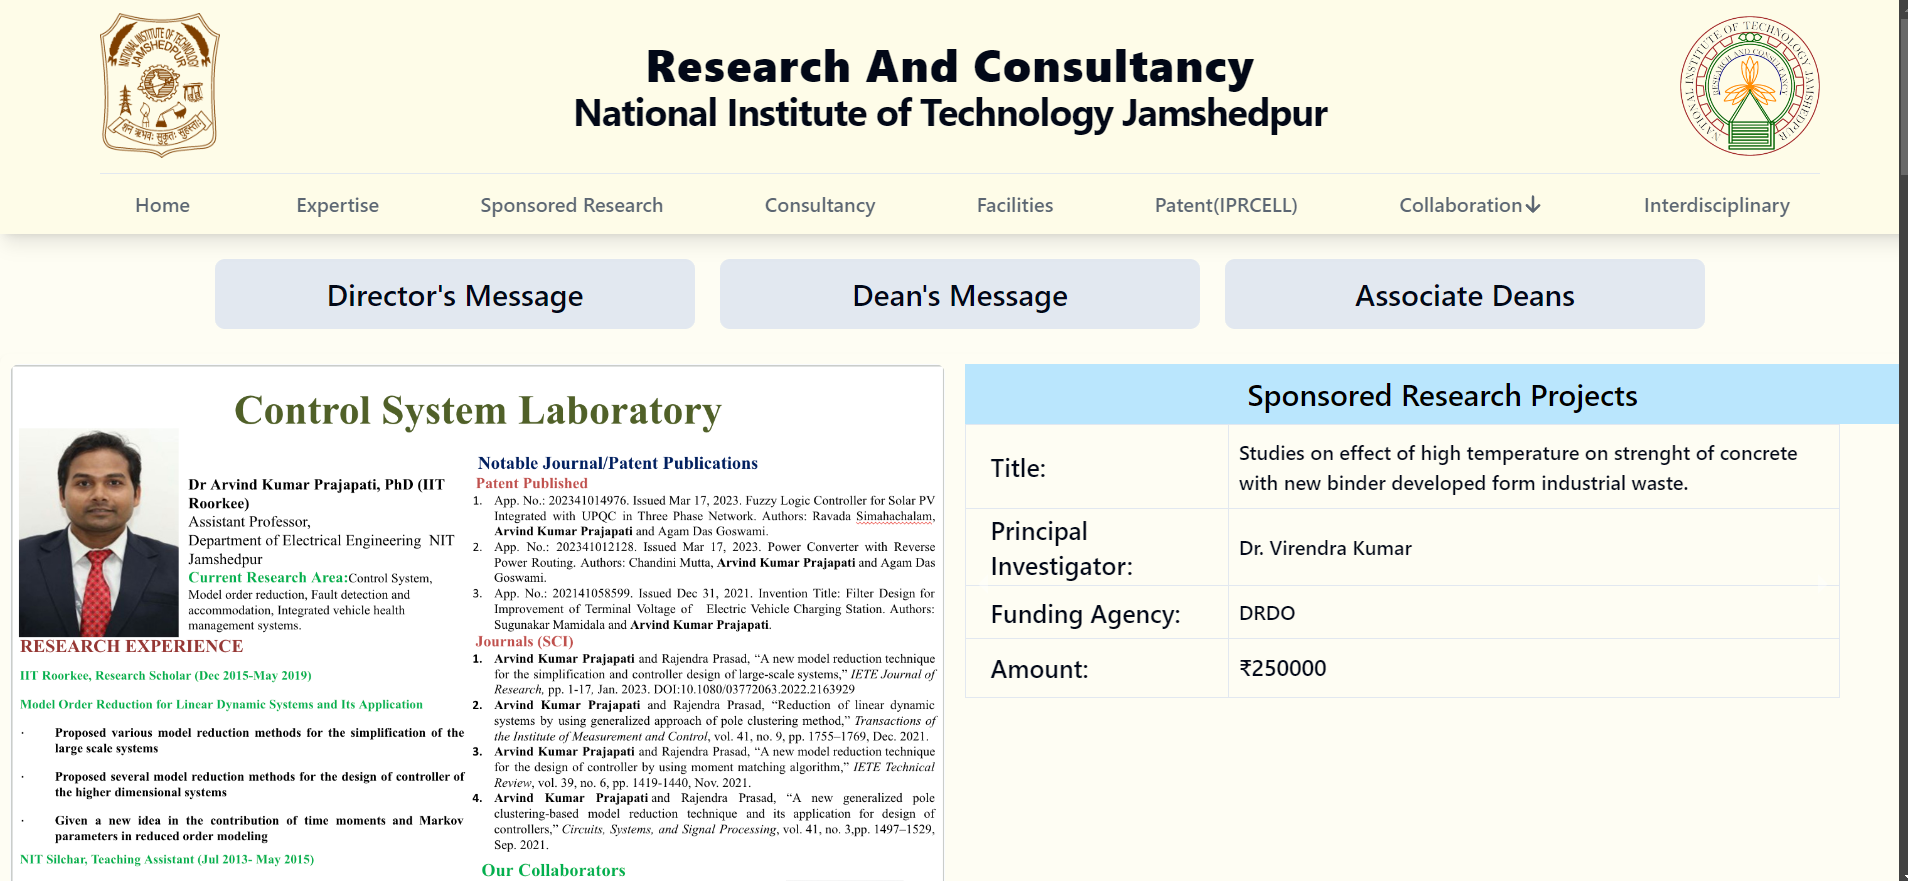 NATIONAL INSTITUTE OF TECHNOLOGY
JAMSHEDPUR
Research And Consultancy
National Institute of Technology Jamshedpur
NATIONAL INSTITUTE OF TECHNOLOGY JAMSHEDPUR
RESEARCH AND CONSULTANCY
Home
Expertise
Sponsored Research
Consultancy
Facilities
Patent(IPRCELL)
Collaboration
Interdisciplinary
Director's Message
Dean's Message
Associate Deans
Control System Laboratory
Dr Arvind Kumar Prajapati, PhD (IIT
Roorkee)
Assistant Professor,
Department of Electrical Engineering NIT
Jamshedpur
Current Research Area:Control System,
Model order reduction, Fault detection and
accommodation, Integrated vehicle health
management systems.
RESEARCH EXPERIENCE
IIT Roorkee, Research Scholar (Dec 2015-May 2019)
Model Order Reduction for Linear Dynamic Systems and Its Application
· Proposed various model reduction methods for the simplification of the
large scale systems
· Proposed several model reduction methods for the design of controller of
the higher dimensional systems
· Given a new idea in the contribution of time moments and Markov
parameters in reduced order modeling
NIT Silchar, Teaching Assistant (Jul 2013- May 2015)
Notable Journal/Patent Publications
Patent Published
1. App. No.: 202341014976. Issued Mar 17, 2023. Fuzzy Logic Controller for Solar PV
Integrated with UPQC in Three Phase Network. Authors: Ravada Simahachalam,
Arvind Kumar Prajapati and Agam Das Goswami.
2. App. No.: 202341012128. Issued Mar 17, 2023. Power Converter with Reverse
Power Routing. Authors: Chandini Mutta, Arvind Kumar Prajapati and Agam Das
Goswami.
3. App. No.: 202141058599. Issued Dec 31, 2021. Invention Title: Filter Design for
Improvement of Terminal Voltage of Electric Vehicle Charging Station. Authors:
Sugunakar Mamidala and Arvind Kumar Prajapati.
Journals (SCI)
1. Arvind Kumar Prajapati and Rajendra Prasad, “A new model reduction technique
for the simplification and controller design of large-scale systems,” IETE Journal of
Research, pp. 1-17, Jan. 2023. DOI:10.1080/03772063.2022.2163929
2. Arvind Kumar Prajapati and Rajendra Prasad, “Reduction of linear dynamic
systems by using generalized approach of pole clustering method,” Transactions of
the Institute of Measurement and Control, vol. 41, no. 9, pp. 1755–1769, Dec. 2021.
3. Arvind Kumar Prajapati and Rajendra Prasad, “A new model reduction technique
for the design of controller by using moment matching algorithm,” IETE Technical
Review, vol. 39, no. 6, pp. 1419-1440, Nov. 2021.
4. Arvind Kumar Prajapati and Rajendra Prasad, “A new generalized pole
clustering-based model reduction technique and its application for design of
controllers,” Circuits, Systems, and Signal Processing, vol. 41, no. 3,pp. 1497–1529,
Sep. 2021.
Our Collaborators
Sponsored Research Projects
Title:
Studies on effect of high temperature on strenght of concrete
with new binder developed form industrial waste.
Principal
Investigator:
Dr. Virendra Kumar
Funding Agency:
DRDO
Amount:
₹250000